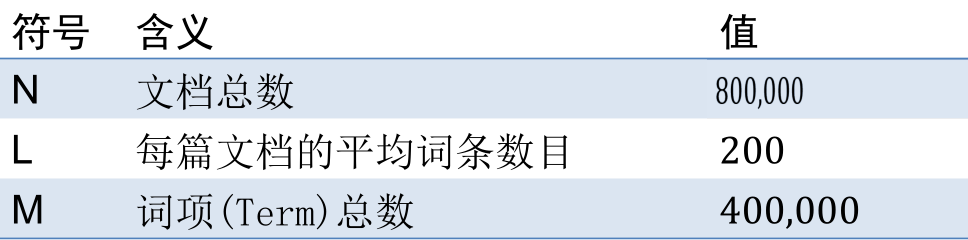 符号 含义 值
N 文档总数 800,000
L 每篇文档的平均词条数目 200
M 词项(Term)总数 400,000